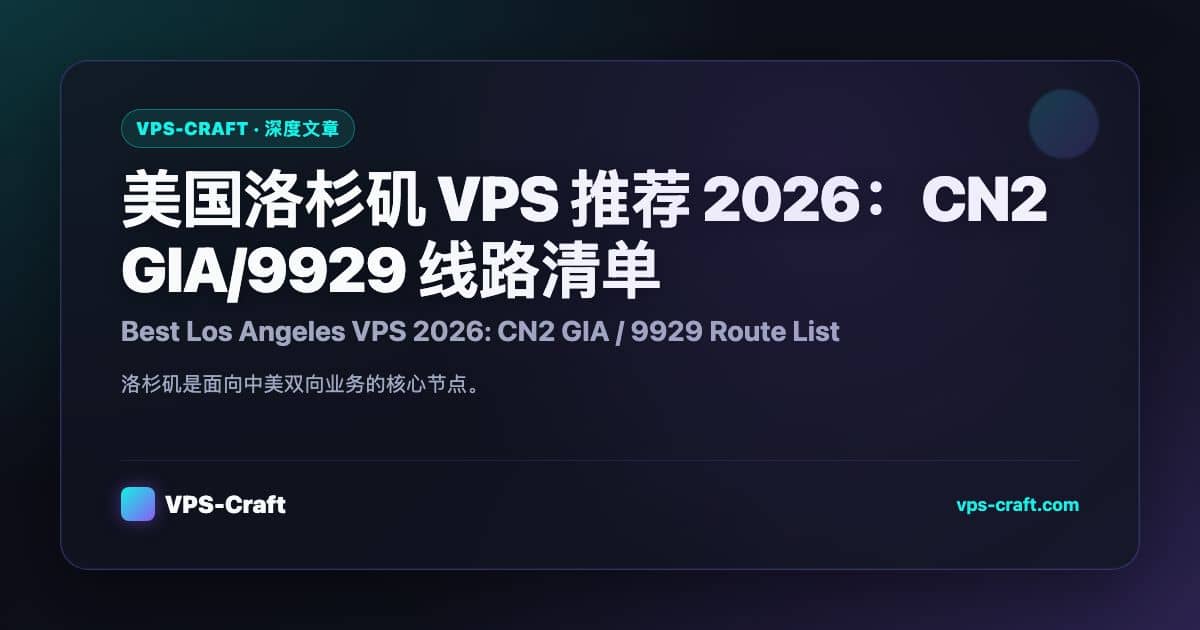 VPS-CRAFT · 深度文章
美国洛杉矶 VPS 推荐 2026：CN2
GIA/9929 线路清单
Best Los Angeles VPS 2026: CN2 GIA / 9929 Route List
洛杉矶是面向中美双向业务的核心节点。
VPS-Craft
vps-craft.com